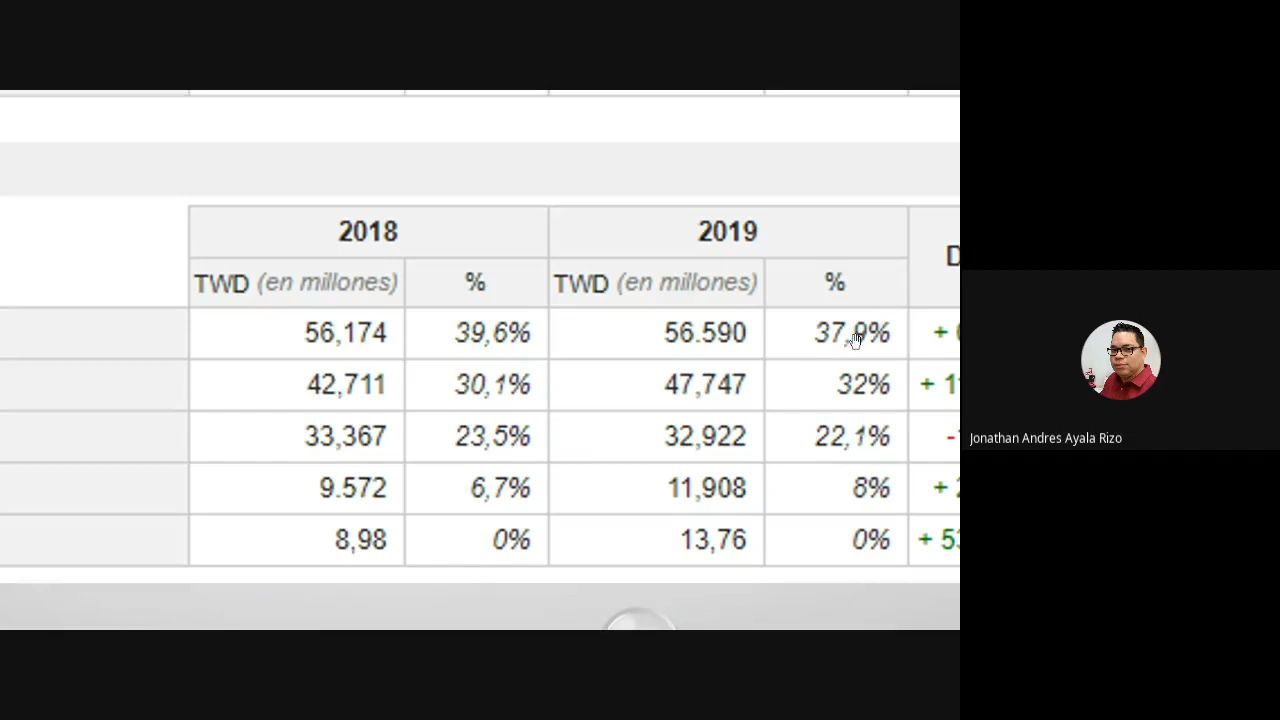 2018 2019 D
TWD (en millones) % TWD (en millones) %
56,174 39,6% 56.590 37,9% +
42,711 30,1% 47,747 32% + 1
33,367 23,5% 32,922 22,1% -
9.572 6,7% 11,908 8% +
8,98 0% 13,76 0% + 53
Jonathan Andres Ayala Rizo